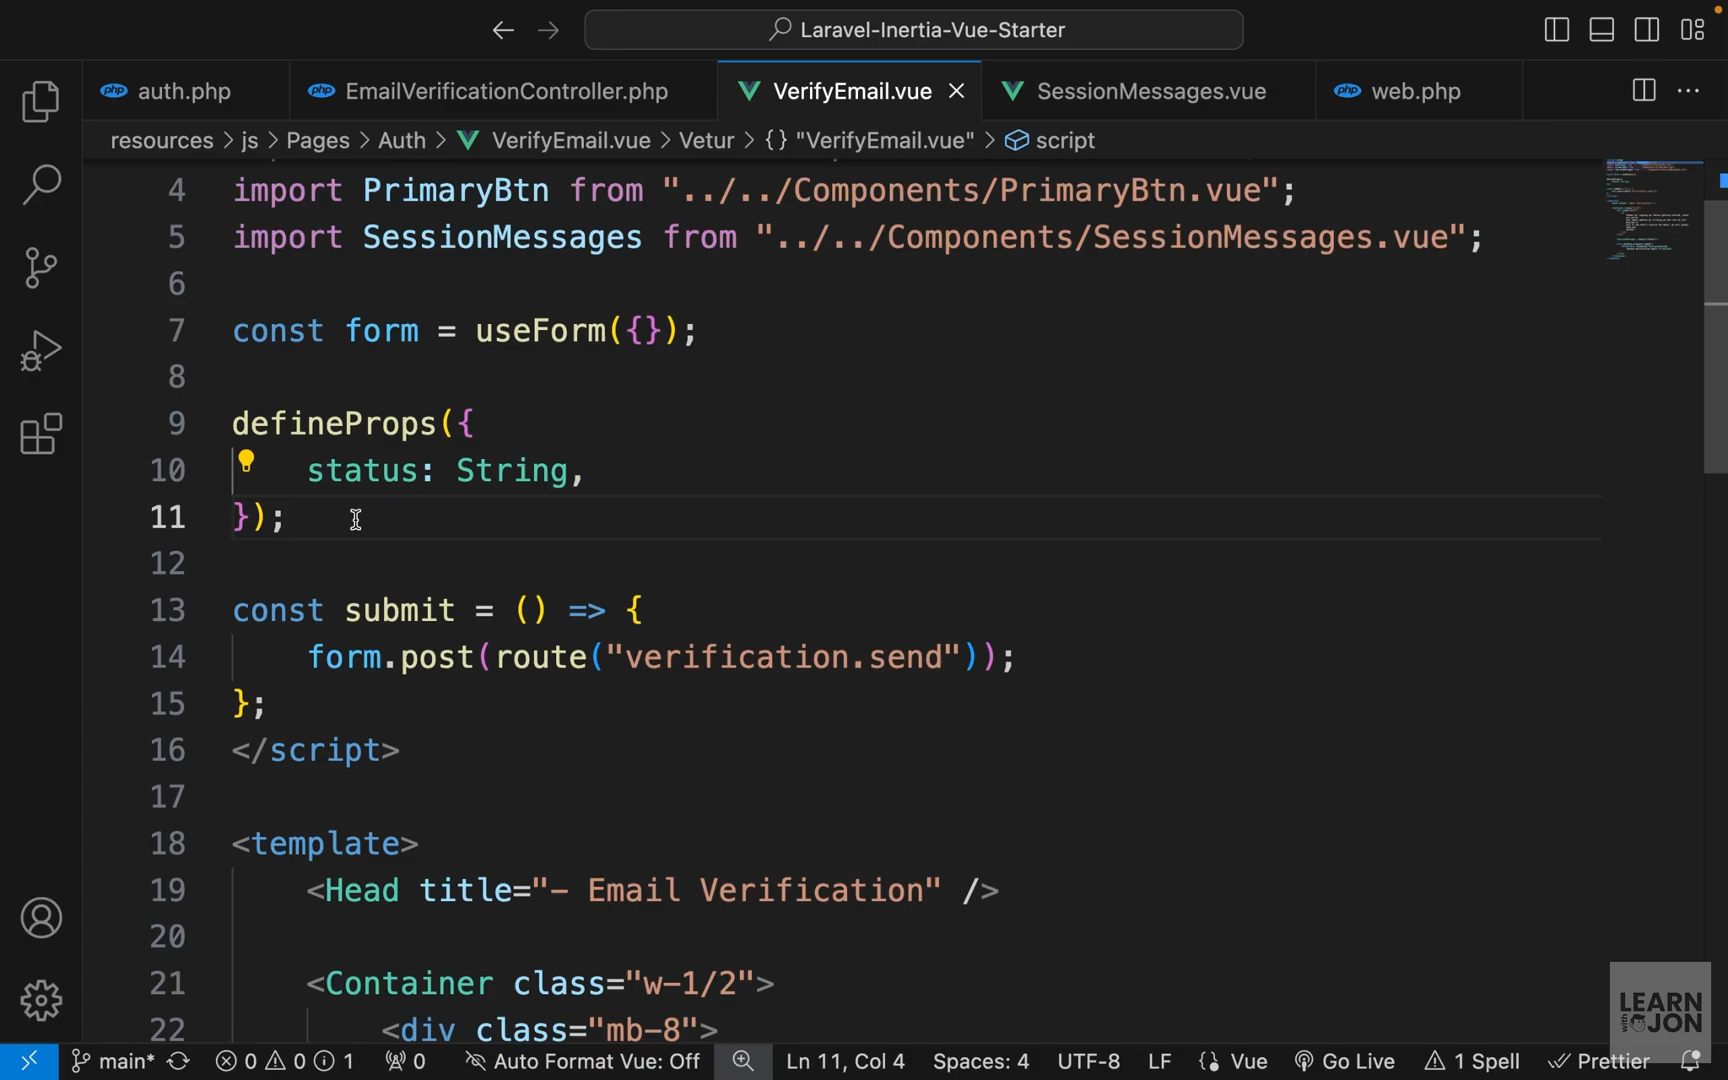 Laravel-Inertia-Vue-Starter
auth.php
EmailVerificationController.php
VerifyEmail.vue
SessionMessages.vue
web.php
resources > js > Pages > Auth > VerifyEmail.vue > Vetur > {} "VerifyEmail.vue" > script
4 import PrimaryBtn from "../../Components/PrimaryBtn.vue";
5 import SessionMessages from "../../Components/SessionMessages.vue";
6
7 const form = useForm({});
8
9 defineProps({
10 status: String,
11 });
12
13 const submit = () => {
14 form.post(route("verification.send"));
15 };
16 </script>
17
18 <template>
19 <Head title="- Email Verification" />
20
21 <Container class="w-1/2">
22 <div class="mb-8">
LEARN
with
JON
main* 0 0 1 0 Auto Format Vue: Off Ln 11, Col 4 Spaces: 4 UTF-8 LF {} Vue Go Live 1 Spell Prettier